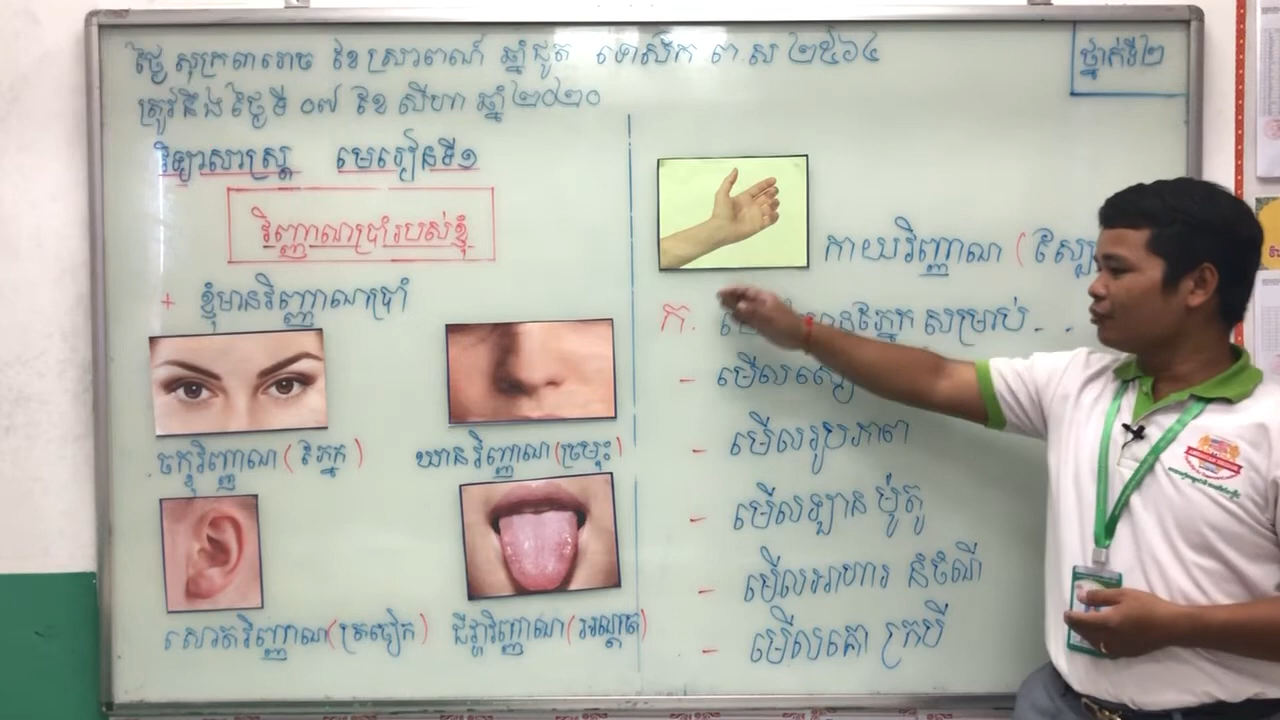 ថ្ងៃ សុក្រ ៣រោច ខែ ស្រាពណ៍ ឆ្នាំ ជូត ទោស័ក ព.ស ២៥៦៤
ថ្នាក់ទី២
ត្រូវនឹង ថ្ងៃទី ០៧ ខែ សីហា ឆ្នាំ ២០២០
វិទ្យាសាស្ត្រ មេរៀនទី១
វិញ្ញាណប្រាំរបស់ខ្ញុំ
+ ខ្ញុំមានវិញ្ញាណប្រាំ
ចក្ខុវិញ្ញាណ (ភ្នែក)
ឃានវិញ្ញាណ (ច្រមុះ)
សោតវិញ្ញាណ (ត្រចៀក)
ជីវ្ហាវិញ្ញាណ (អណ្តាត)
កាយវិញ្ញាណ (
ក. មានភ្នែក សម្រាប់...
- មើលសៀ
- មើលរូបភាព
- មើលឡាន ម៉ូតូ
- មើលអាហារ នំចំណី
- មើលគោ ក្របី